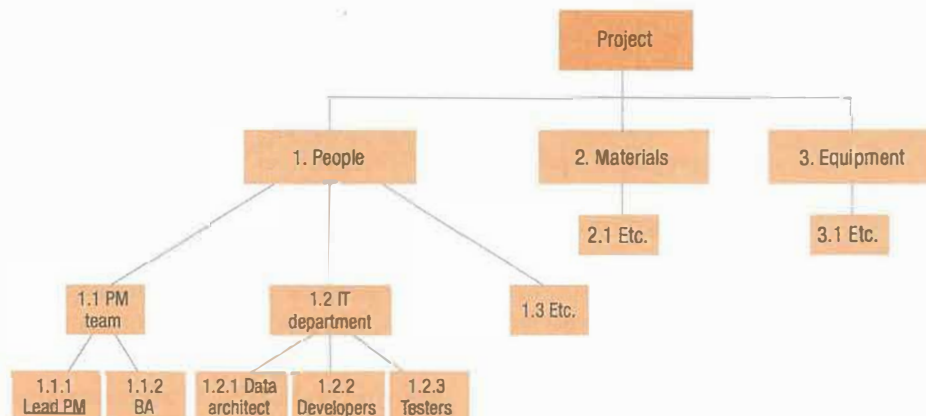 Project
1. People
2. Materials
3. Equipment
2.1 Etc.
3.1 Etc.
1.1 PM
team
1.2 IT
department
1.3 Etc.
1.1.1
Lead PM
1.1.2
BA
1.2.1 Data
architect
1.2.2
Developers
1.2.3
Testers